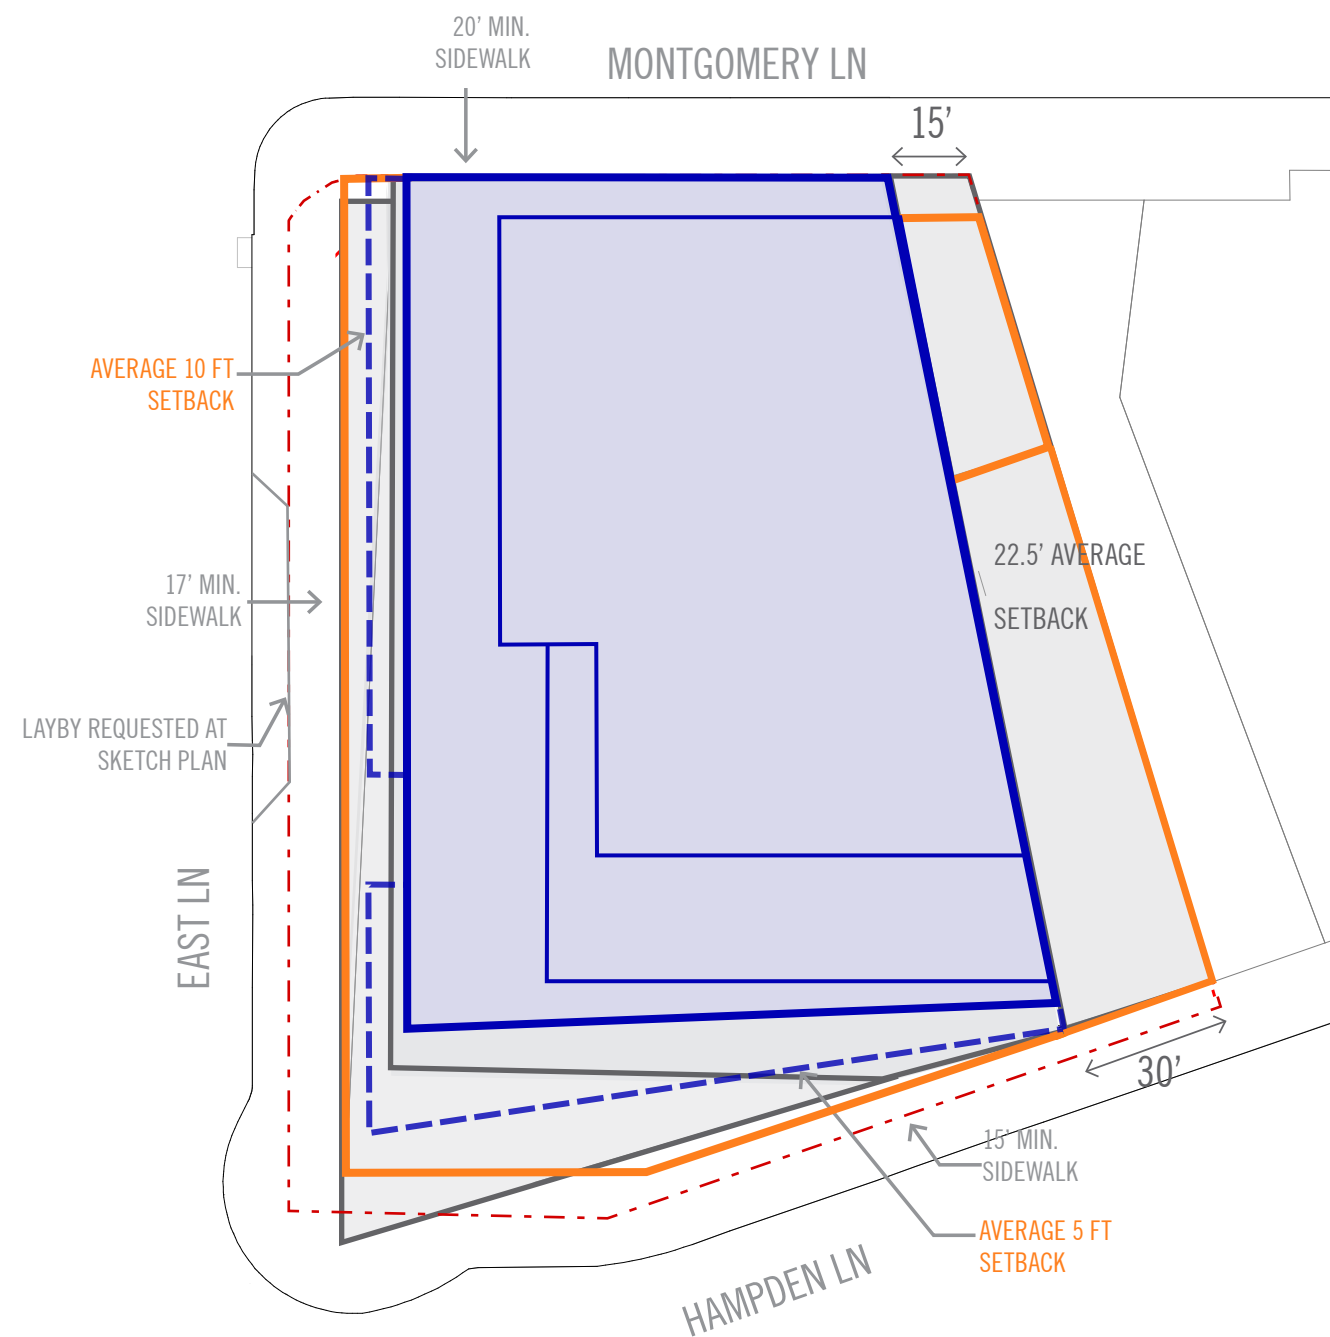 20’ MIN.
SIDEWALK
MONTGOMERY LN
15’
AVERAGE 10 FT
SETBACK
22.5’ AVERAGE
SETBACK
17’ MIN.
SIDEWALK
LAYBY REQUESTED AT
SKETCH PLAN
EAST LN
30’
15’ MIN.
SIDEWALK
AVERAGE 5 FT
SETBACK
HAMPDEN LN